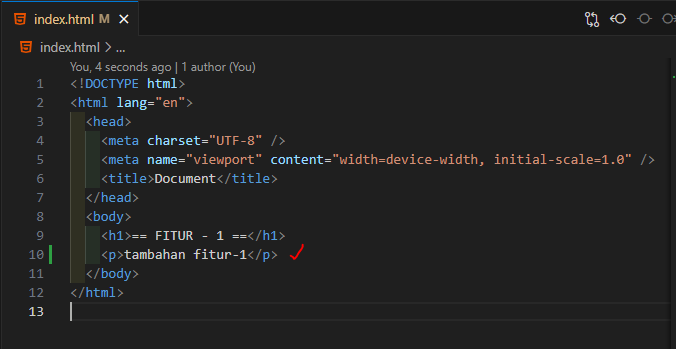 index.html M
index.html > ...
You, 4 seconds ago | 1 author (You)
1 <!DOCTYPE html>
2 <html lang="en">
3 <head>
4 <meta charset="UTF-8" />
5 <meta name="viewport" content="width=device-width, initial-scale=1.0" />
6 <title>Document</title>
7 </head>
8 <body>
9 <h1>== FITUR - 1 ==</h1>
10 <p>tambahan fitur-1</p>
11 </body>
12 </html>
13